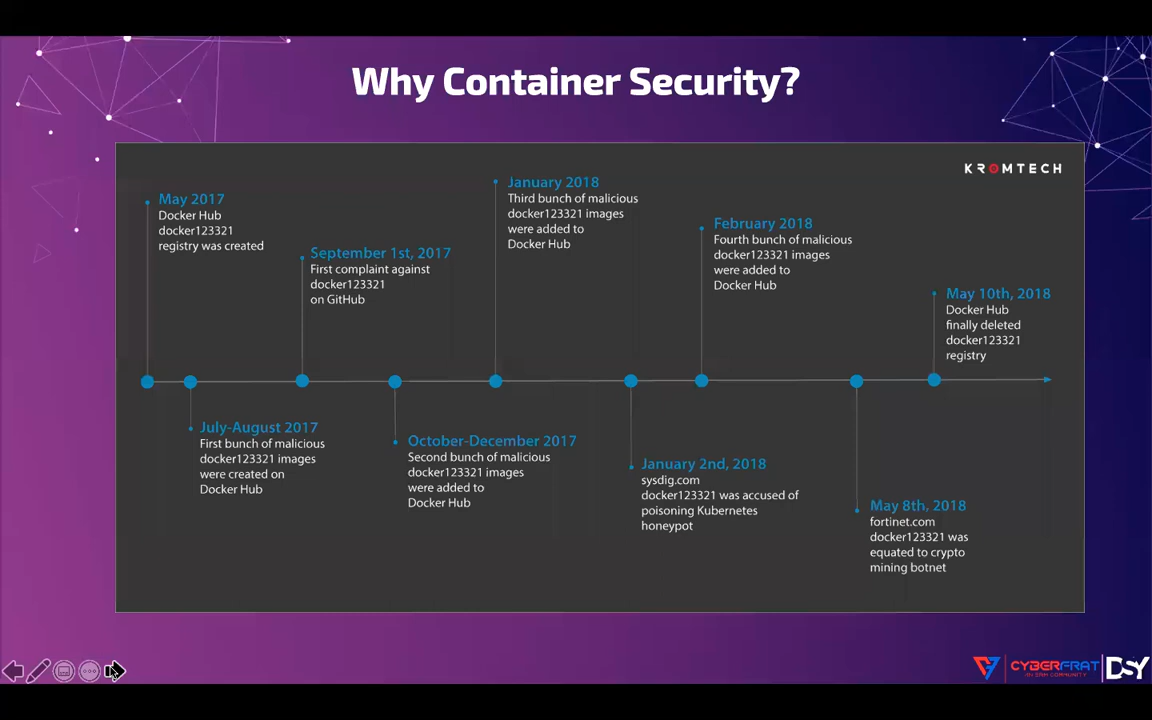 Why Container Security?
KROMTECH
May 2017
Docker Hub
docker123321
registry was created
September 1st, 2017
First complaint against
docker123321
on GitHub
January 2018
Third bunch of malicious
docker123321 images
were added to
Docker Hub
February 2018
Fourth bunch of malicious
docker123321 images
were added to
Docker Hub
May 10th, 2018
Docker Hub
finally deleted
docker123321
registry
July-August 2017
First bunch of malicious
docker123321 images
were created on
Docker Hub
October-December 2017
Second bunch of malicious
docker123321 images
were added to
Docker Hub
January 2nd, 2018
sysdig.com
docker123321 was accused of
poisoning Kubernetes
honeypot
May 8th, 2018
fortinet.com
docker123321 was
equated to crypto
mining botnet
CYBERFRAT
DSY